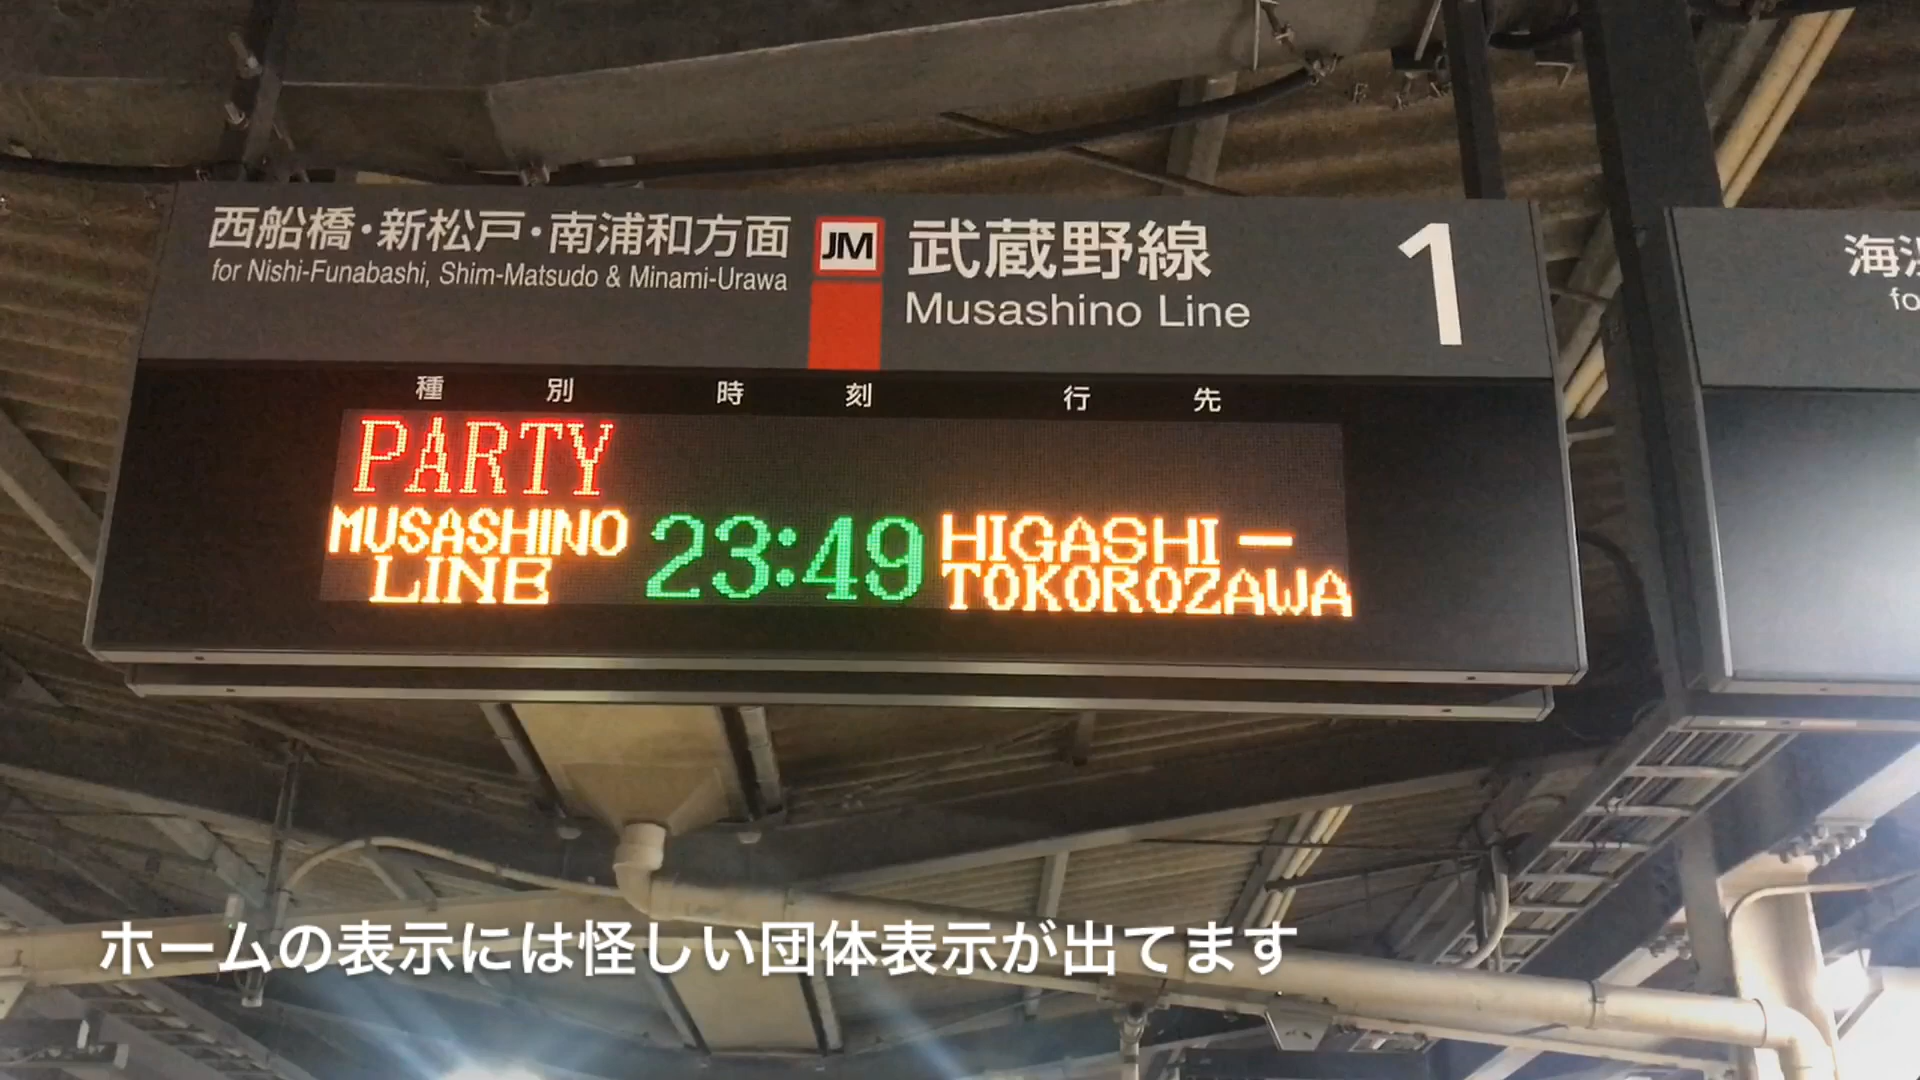 西船橋・新松戸・南浦和方面
for Nishi-Funabashi, Shim-Matsudo & Minami-Urawa
JM
武蔵野線
Musashino Line
1
種別 時刻 行先
PARTY
MUSASHINO
LINE
23:49
HIGASHI-
TOKOROZAWA
海
fo
ホームの表示には怪しい団体表示が出てます